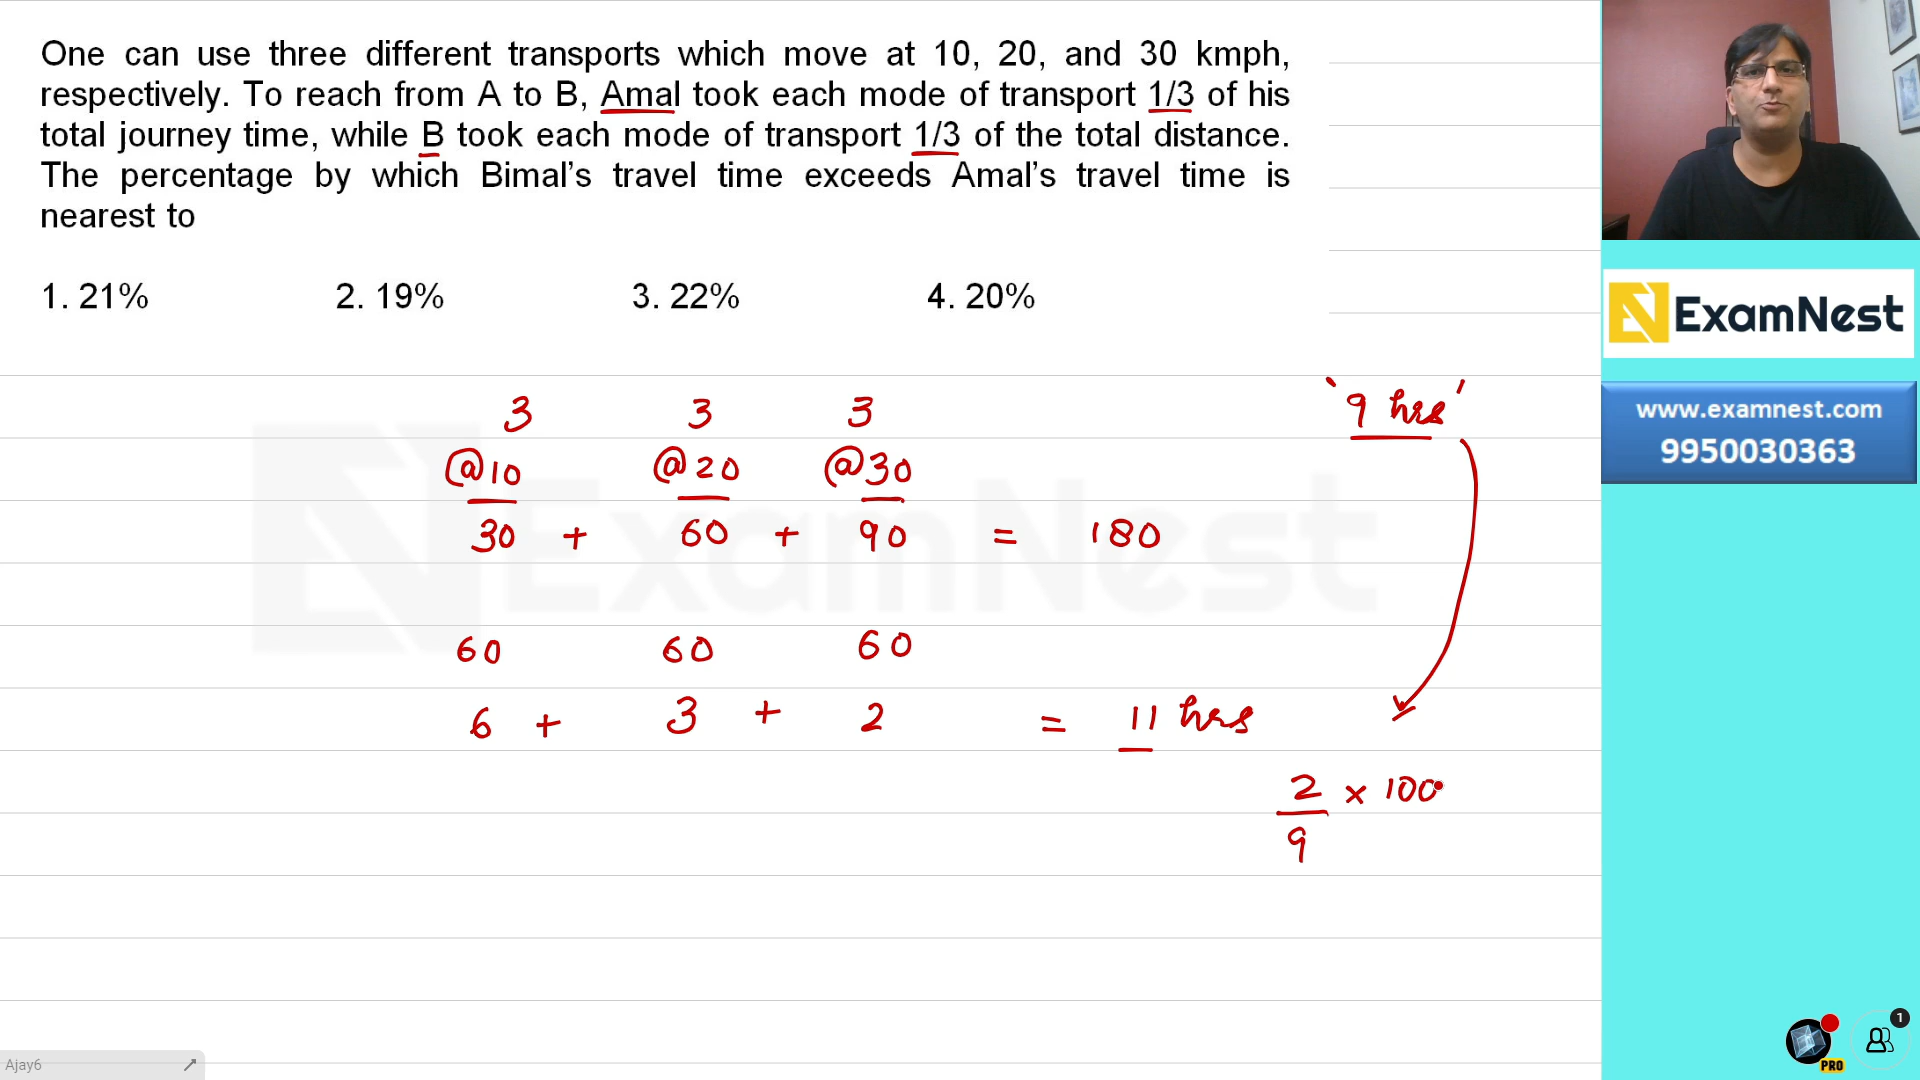 One can use three different transports which move at 10, 20, and 30 kmph,
respectively. To reach from A to B, Amal took each mode of transport 1/3 of his
total journey time, while B took each mode of transport 1/3 of the total distance.
The percentage by which Bimal’s travel time exceeds Amal’s travel time is
nearest to
1. 21% 2. 19% 3. 22% 4. 20%
3 3 3 '9 hrs'
@10 @20 @30
30 + 60 + 90 = 180
60 60 60
6 + 3 + 2 = 11 hrs
2/9 × 100
ExamNest
ExamNest
www.examnest.com
9950030363
Ajay6
PRO
1